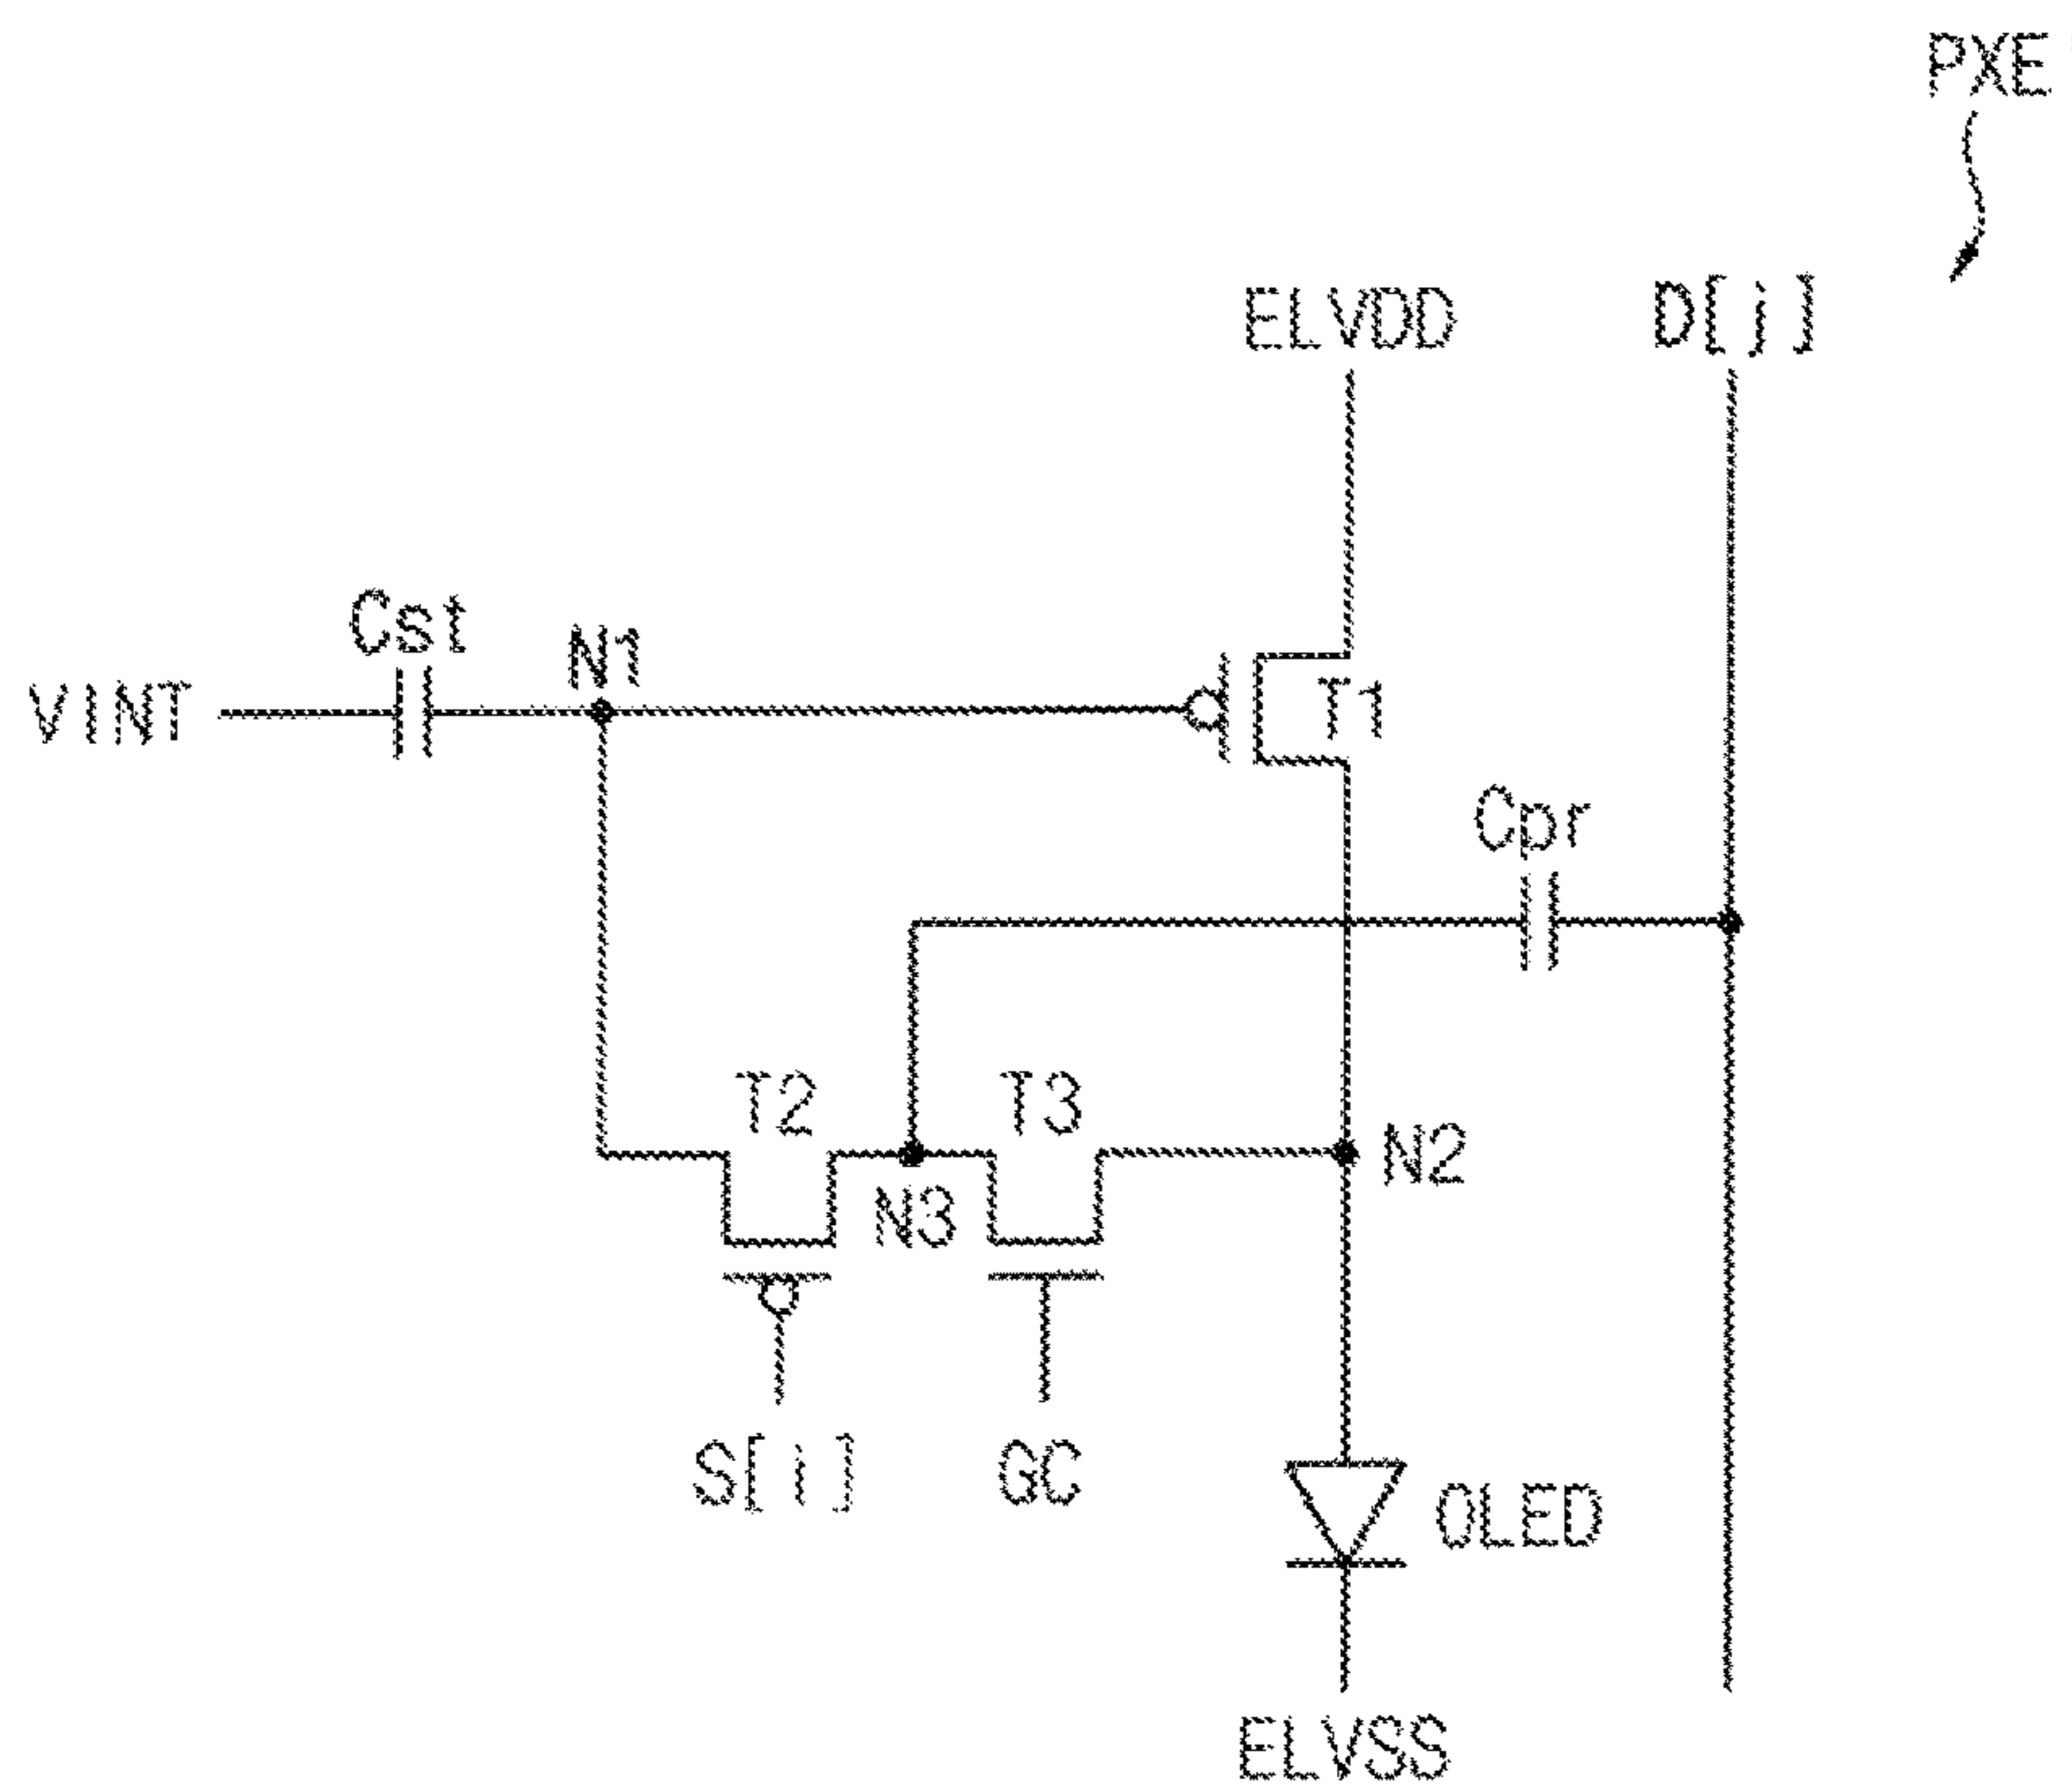 PXE
ELVDD
D[j]
Cst
N1
VINT
T1
Cpr
T2
T3
N2
N3
S[i]
GC
OLED
ELVSS